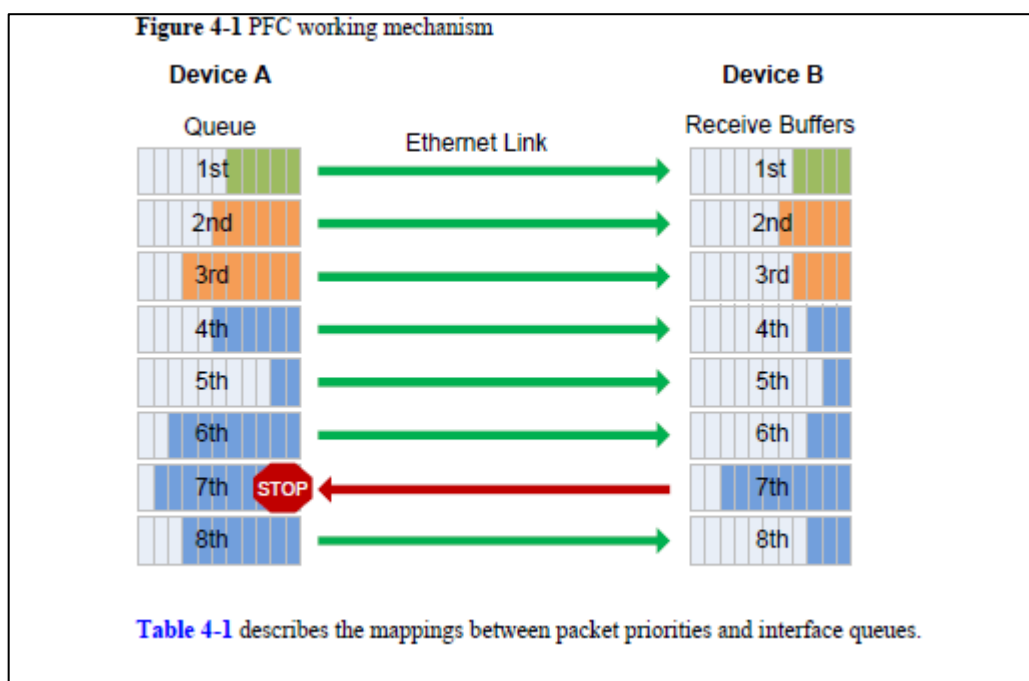 Figure 4-1 PFC working mechanism
Device A
Device B
Queue
Ethernet Link
Receive Buffers
1st
1st
2nd
2nd
3rd
3rd
4th
4th
5th
5th
6th
6th
7th
STOP
7th
8th
8th
Table 4-1 describes the mappings between packet priorities and interface queues.